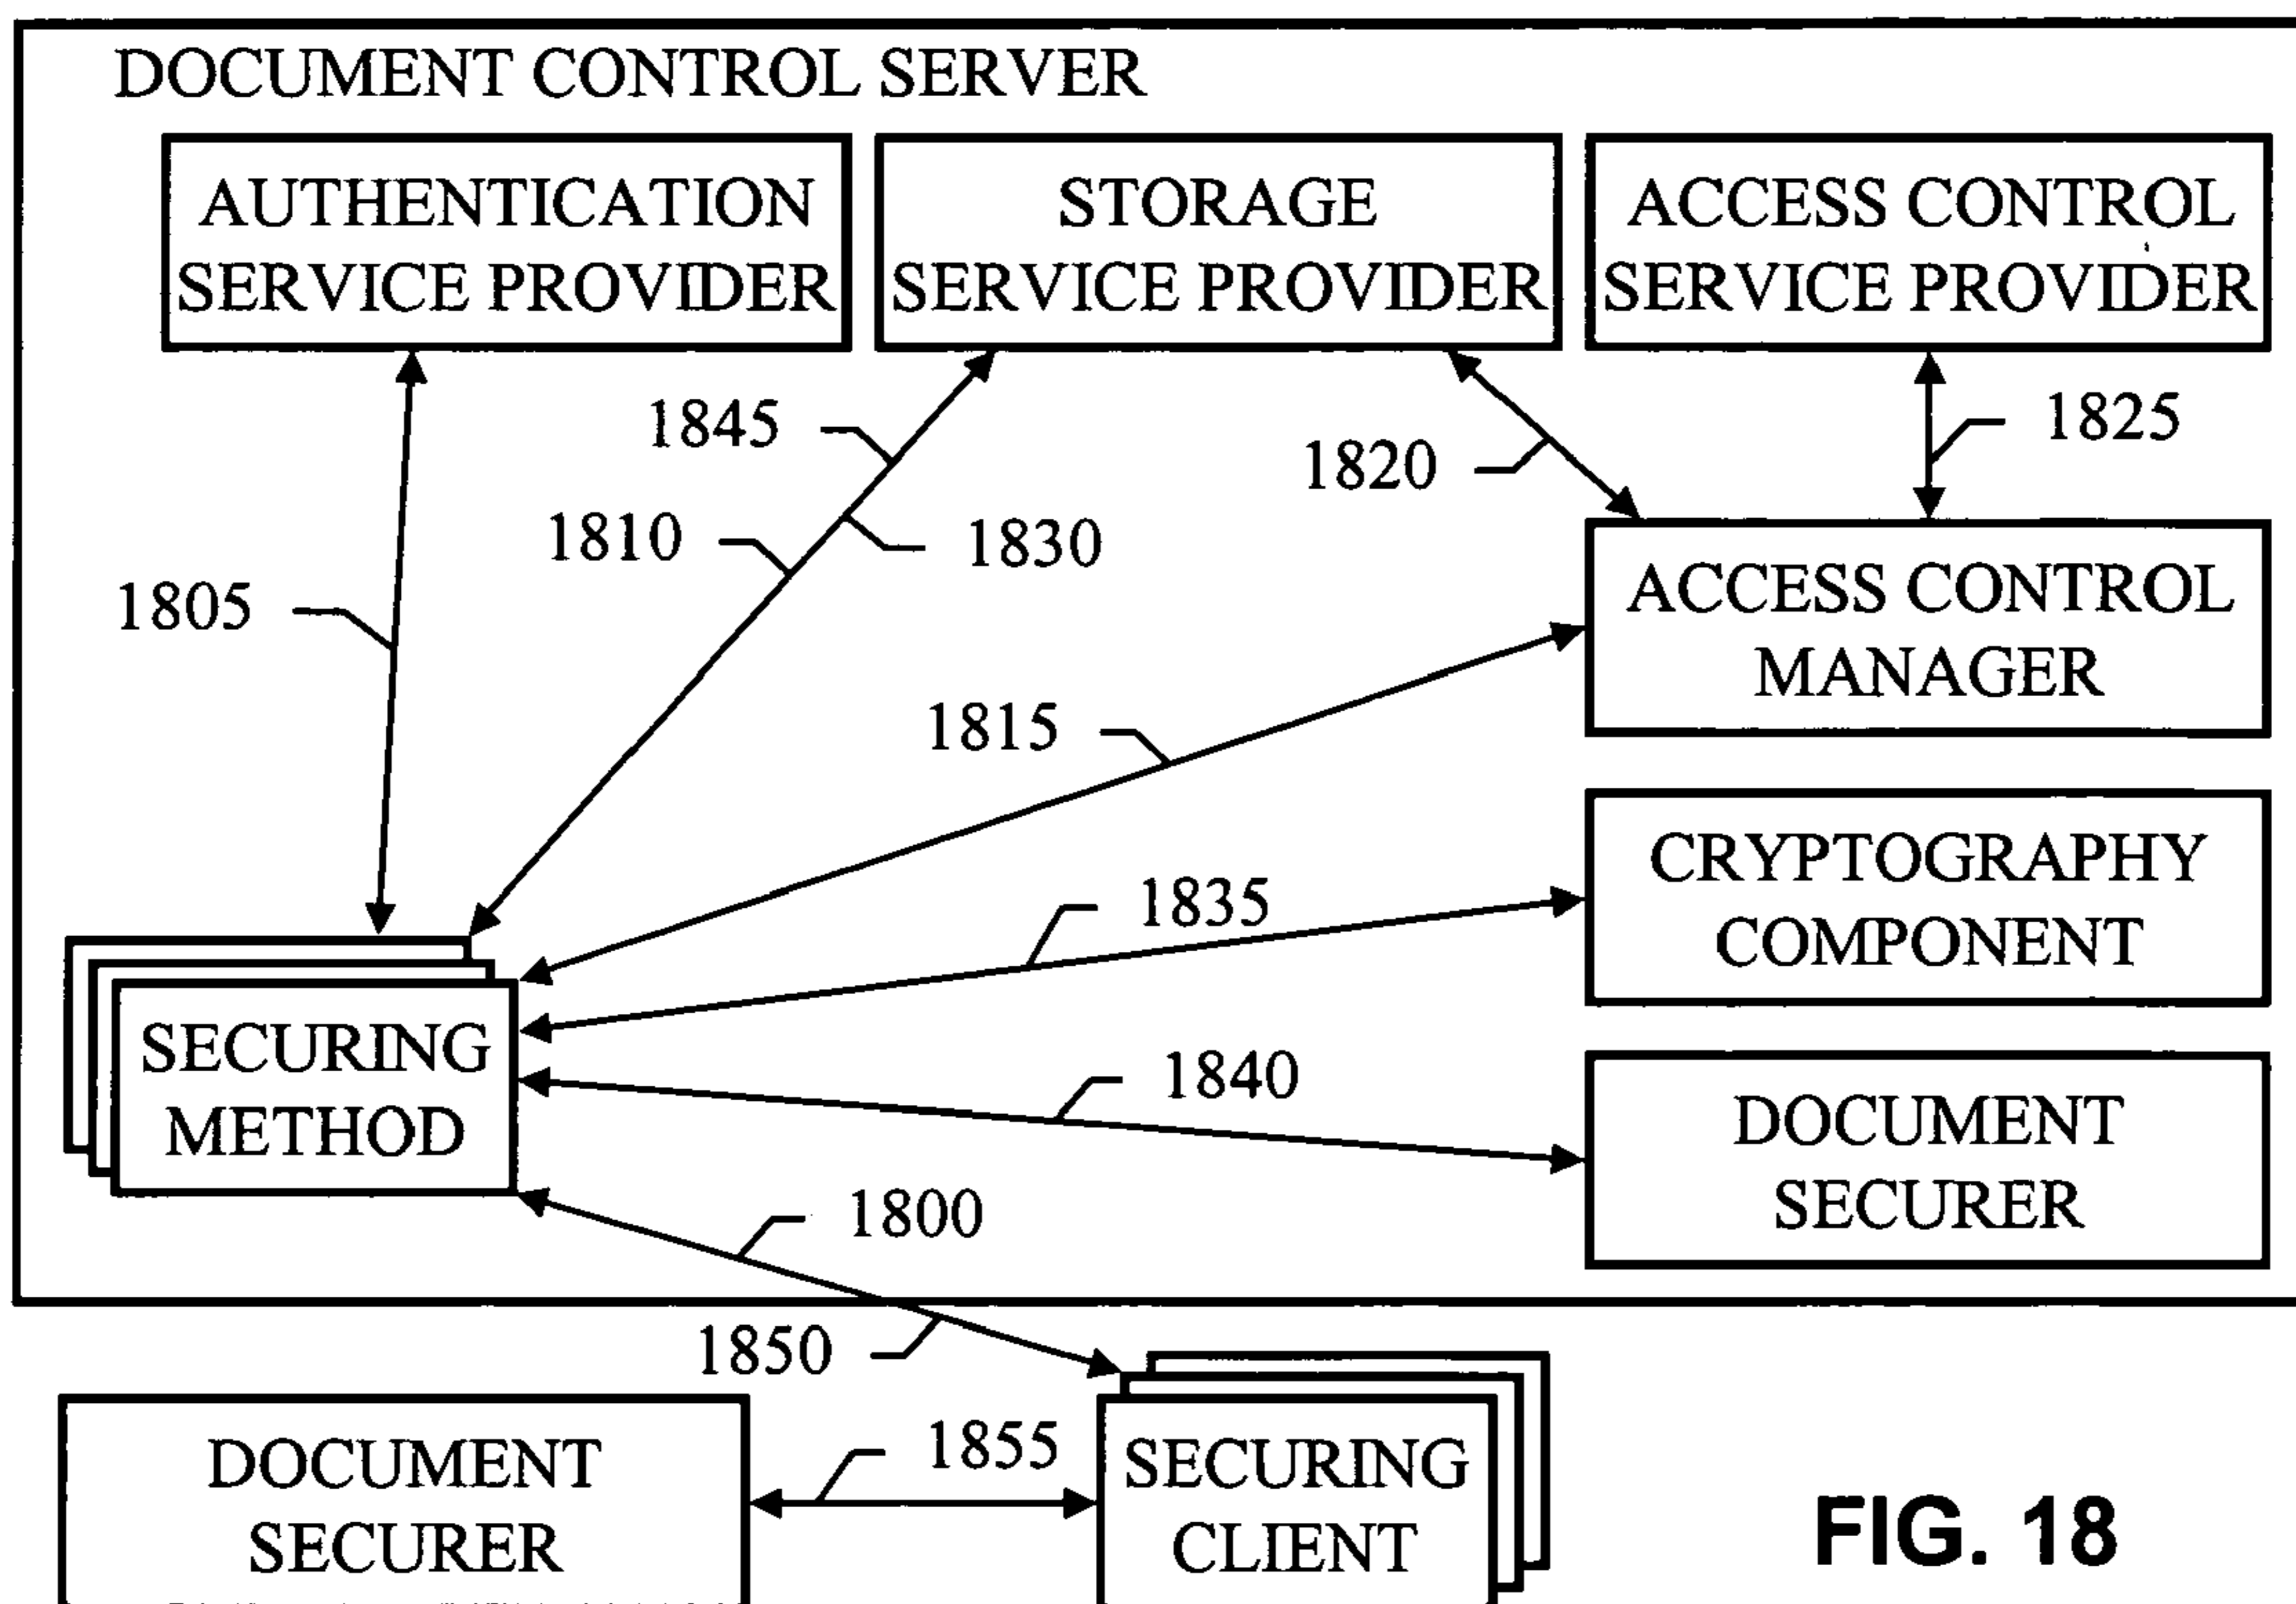 DOCUMENT CONTROL SERVER
AUTHENTICATION
SERVICE PROVIDER
STORAGE
SERVICE PROVIDER
ACCESS CONTROL
SERVICE PROVIDER
1845
1820
1825
1810
1830
1805
ACCESS CONTROL
MANAGER
1815
CRYPTOGRAPHY
COMPONENT
1835
SECURING
METHOD
1840
DOCUMENT
SECURER
1800
1850
DOCUMENT
SECURER
1855
SECURING
CLIENT
FIG. 18